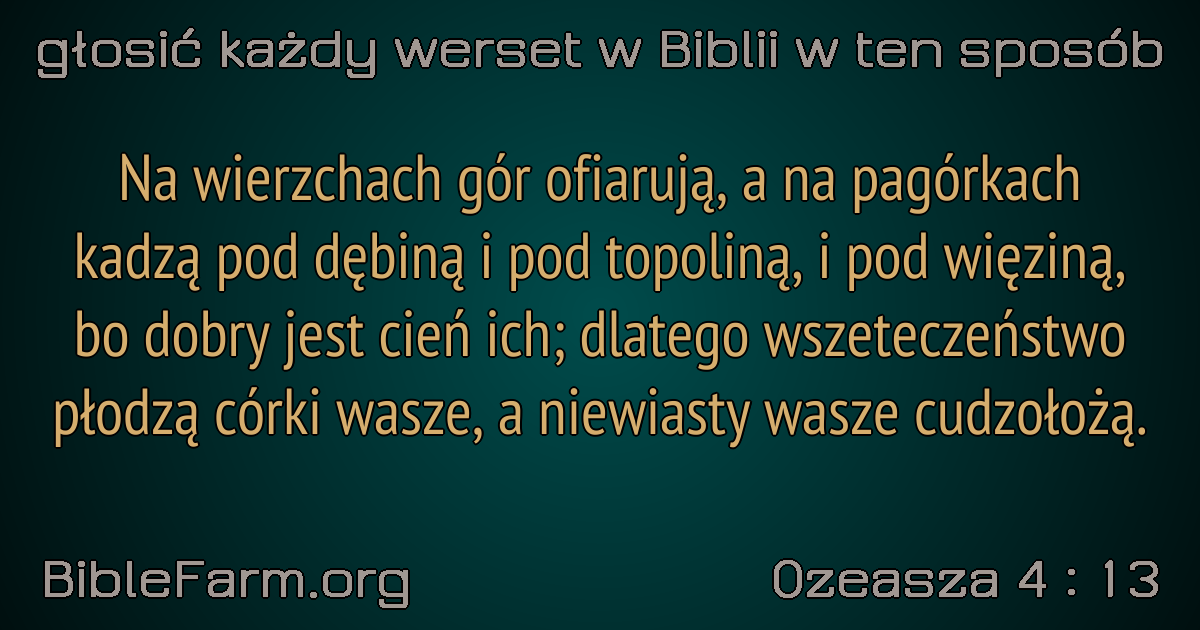 głosić każdy werset w Biblii w ten sposób
Na wierzchach gór ofiarują, a na pagórkach
kadzą pod dębiną i pod topoliną, i pod więziną,
bo dobry jest cień ich; dlatego wszeteczeństwo
płodzą córki wasze, a niewiasty wasze cudzołożą.
BibleFarm.org
Ozeasza 4 : 13